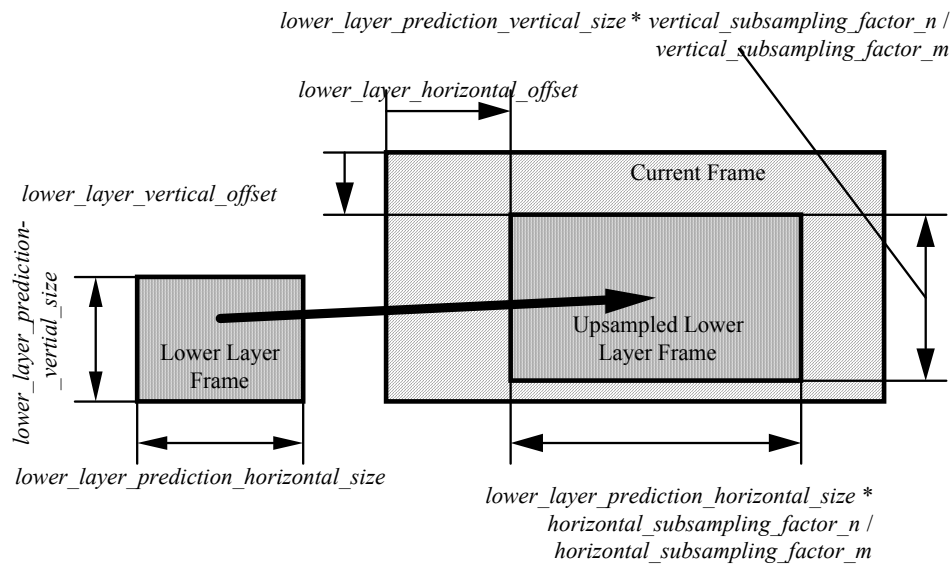 lower_layer_prediction_vertical_size * vertical_subsampling_factor_n /
vertical_subsampling_factor_m
lower_layer_horizontal_offset
Current Frame
lower_layer_vertical_offset
lower_layer_prediction-
_vertial_size
Upsampled Lower
Layer Frame
Lower Layer
Frame
lower_layer_prediction_horizontal_size
lower_layer_prediction_horizontal_size *
horizontal_subsampling_factor_n /
horizontal_subsampling_factor_m